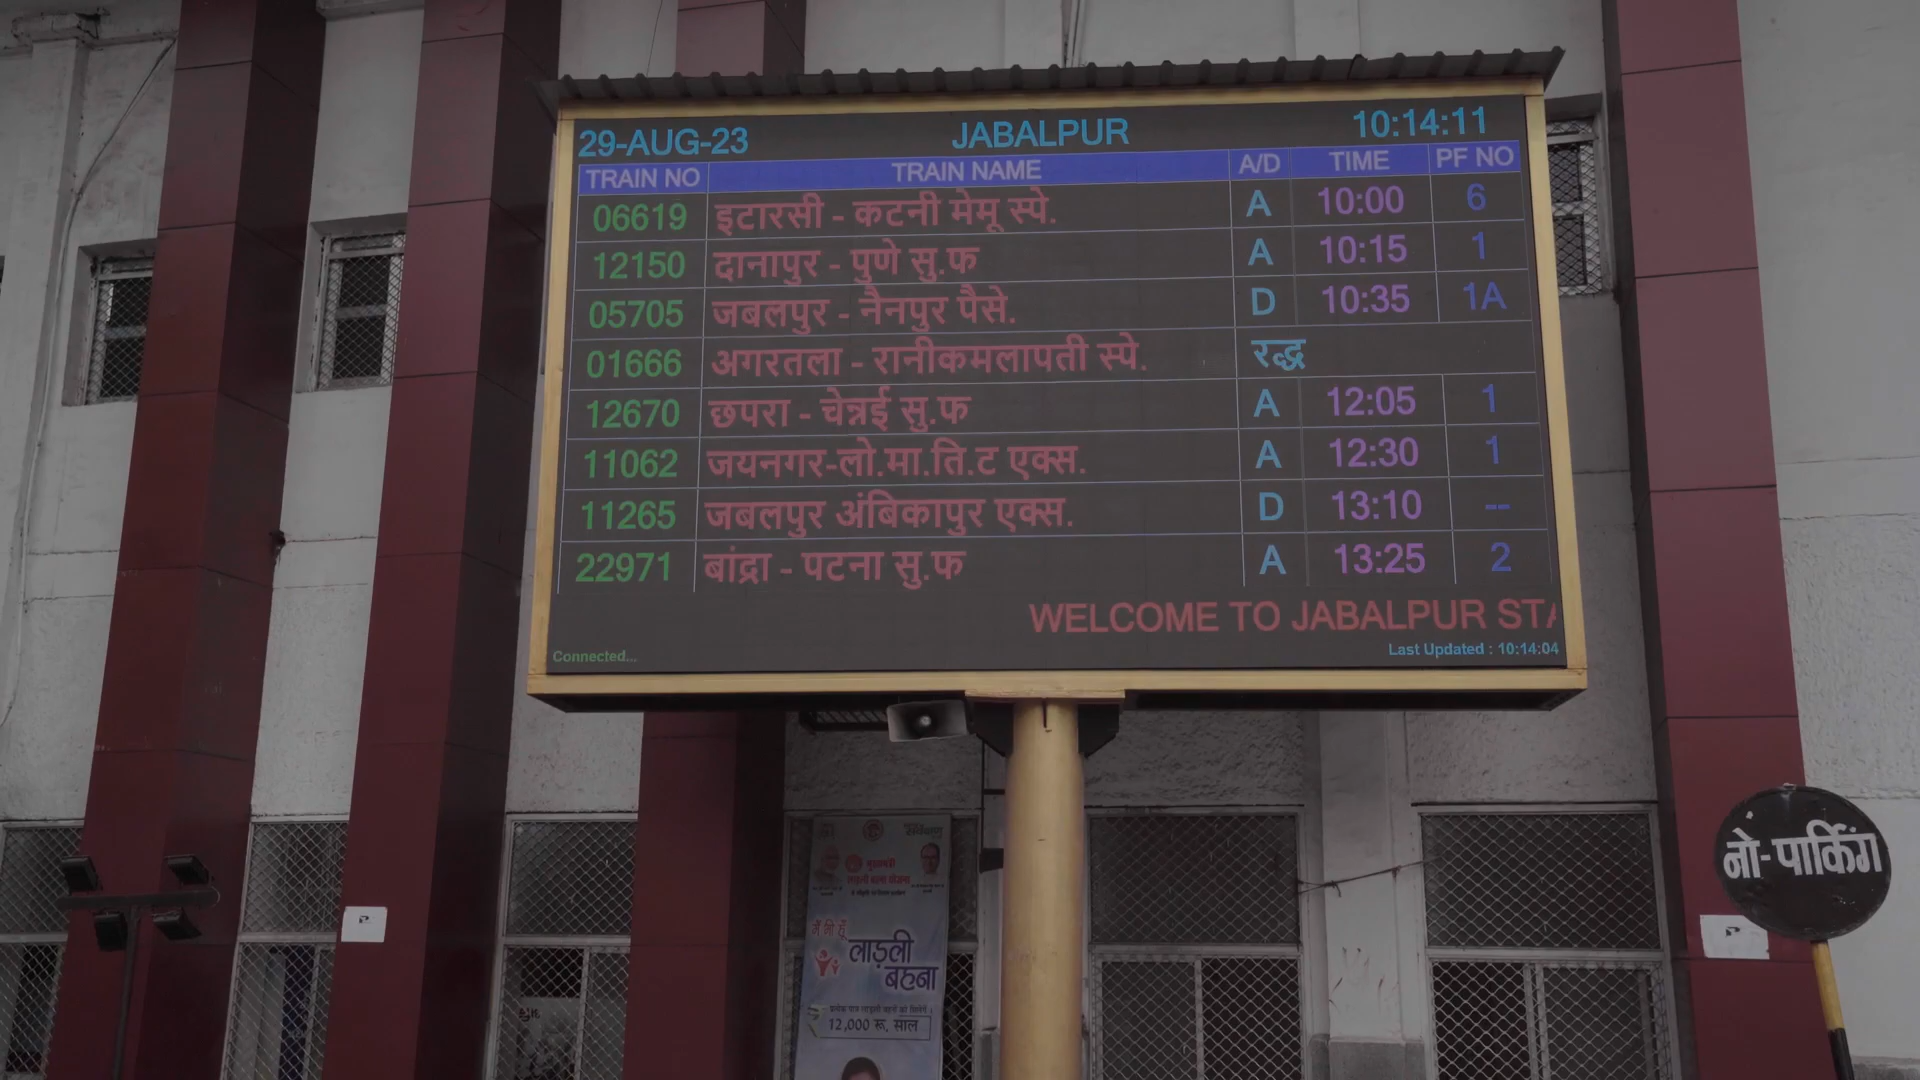 29-AUG-23 JABALPUR 10:14:11
TRAIN NO TRAIN NAME A/D TIME PF NO
06619 इटारसी - कटनी मेमू स्पे. A 10:00 6
12150 दानापुर - पुणे सु.फ A 10:15 1
05705 जबलपुर - नैनपुर पैसे. D 10:35 1A
01666 अगरतला - रानीकमलापती स्पे. रद्ध
12670 छपरा - चेन्नई सु.फ A 12:05 1
11062 जयनगर-लो.मा.ति.ट एक्स. A 12:30 1
11265 जबलपुर अंबिकापुर एक्स. D 13:10 --
22971 बांद्रा - पटना सु.फ A 13:25 2
WELCOME TO JABALPUR STA
Connected... Last Updated : 10:14:04
नो-पार्किंग
मुख्यमंत्री
लाड़ली बहना योजना
मैं भी हूँ
लाड़ली
बहना
12,000 रू. साल